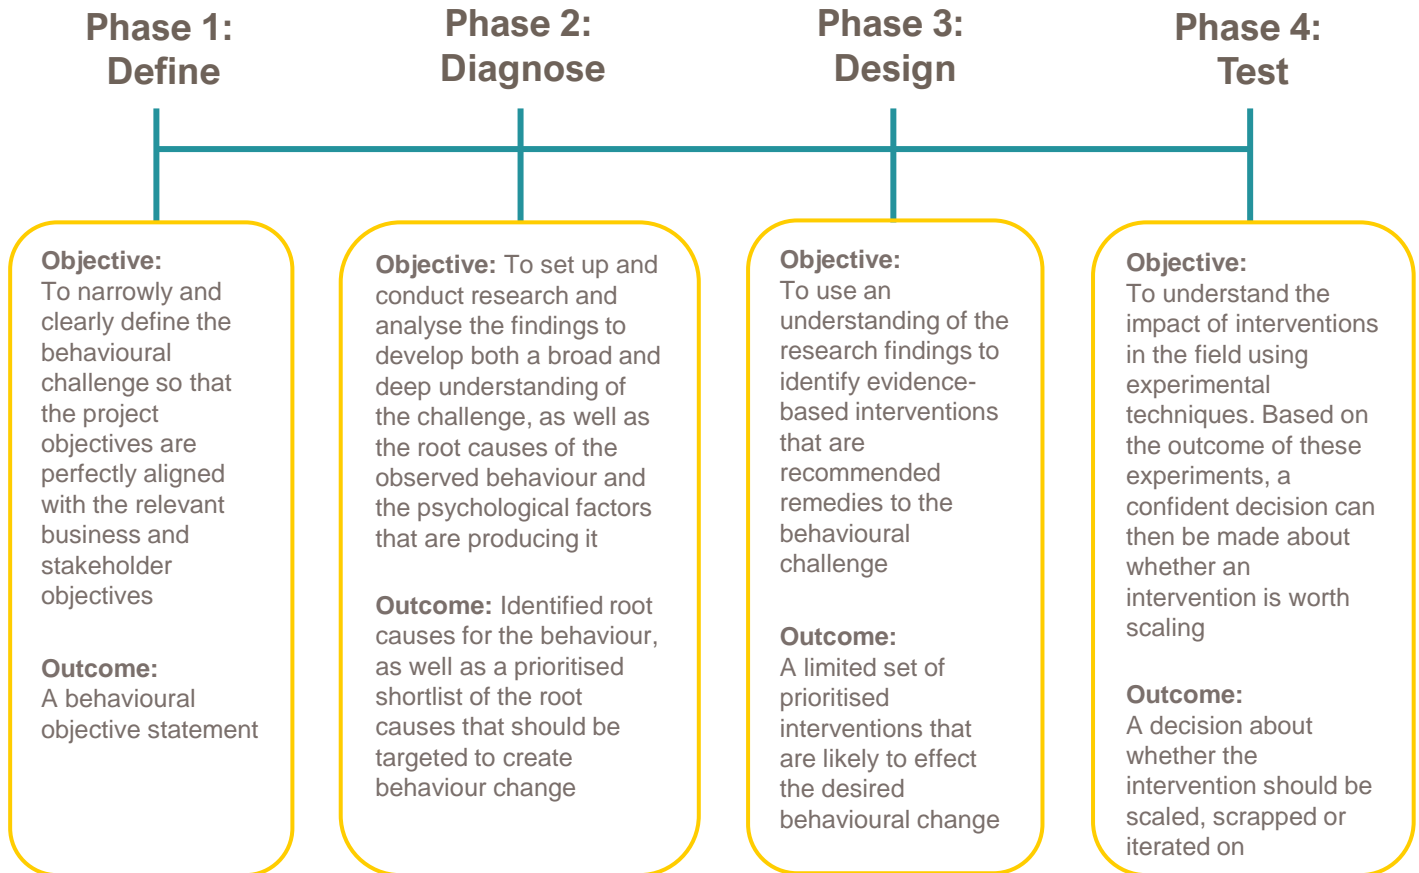 Phase 1:
Define
Phase 2:
Diagnose
Phase 3:
Design
Phase 4:
Test
Objective:
To narrowly and
clearly define the
behavioural
challenge so that
the project
objectives are
perfectly aligned
with the relevant
business and
stakeholder
objectives
Outcome:
A behavioural
objective statement
Objective: To set up and
conduct research and
analyse the findings to
develop both a broad and
deep understanding of
the challenge, as well as
the root causes of the
observed behaviour and
the psychological factors
that are producing it
Outcome: Identified root
causes for the behaviour,
as well as a prioritised
shortlist of the root
causes that should be
targeted to create
behaviour change
Objective:
To use an
understanding of the
research findings to
identify evidence-
based interventions
that are
recommended
remedies to the
behavioural
challenge
Outcome:
A limited set of
prioritised
interventions that
are likely to effect
the desired
behavioural change
Objective:
To understand the
impact of interventions
in the field using
experimental
techniques. Based on
the outcome of these
experiments, a
confident decision can
then be made about
whether an
intervention is worth
scaling
Outcome:
A decision about
whether the
intervention should be
scaled, scrapped or
iterated on